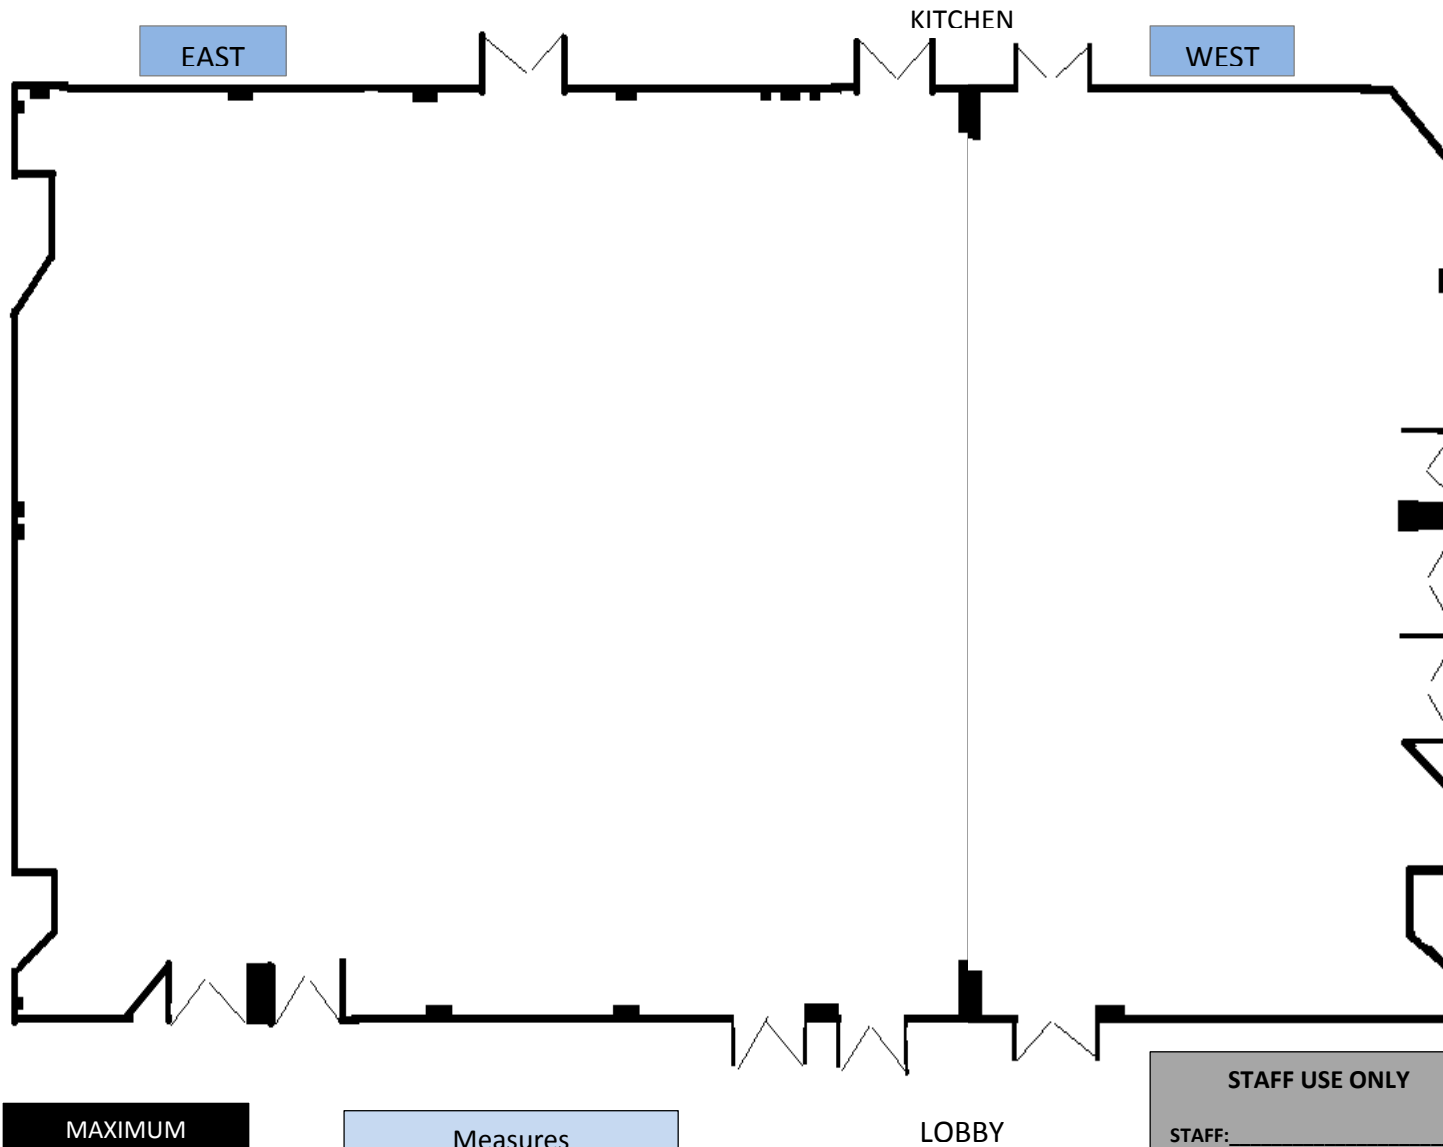 KITCHEN
EAST
WEST
STAFF USE ONLY
MAXIMUM
Measures
LOBBY
STAFF: